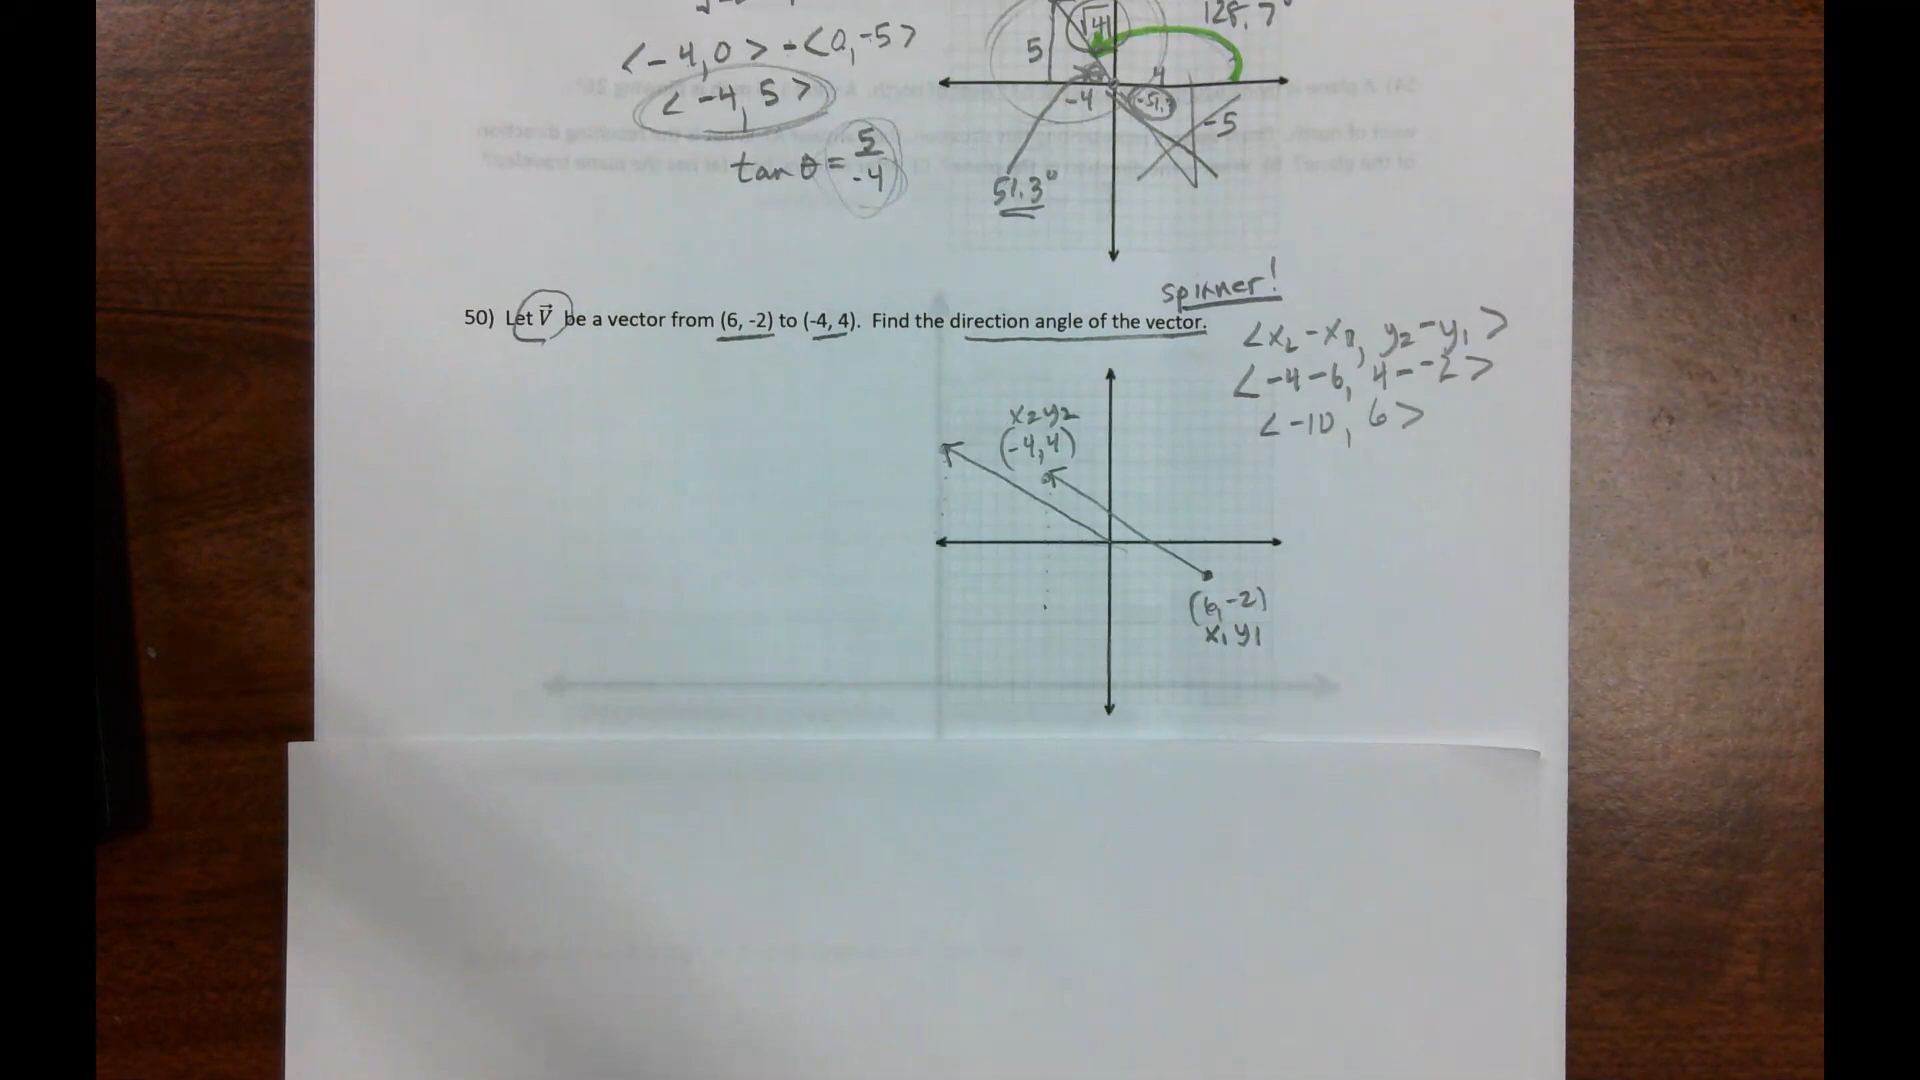 <-4,0> - <0,-5>
<-4, 5>
tan θ = 5/-4
√41
128.7°
5
-4
4
-51.3
-5
51.3°
spinner!
50) Let V⃗ be a vector from (6, -2) to (-4, 4). Find the direction angle of the vector.
<x₂-x₁, y₂-y₁>
<-4-6, 4--2>
<-10, 6>
x₂ y₂
(-4,4)
(6,-2)
x₁ y₁